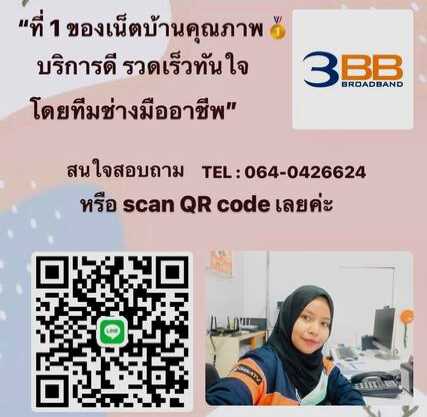 “ที่ 1 ของเน็ตบ้านคุณภาพ🥇
บริการดี รวดเร็วทันใจ
โดยทีมช่างมืออาชีพ”
3BB
BROADBAND
สนใจสอบถาม TEL : 064-0426624
หรือ scan QR code เลยค่ะ
LINE